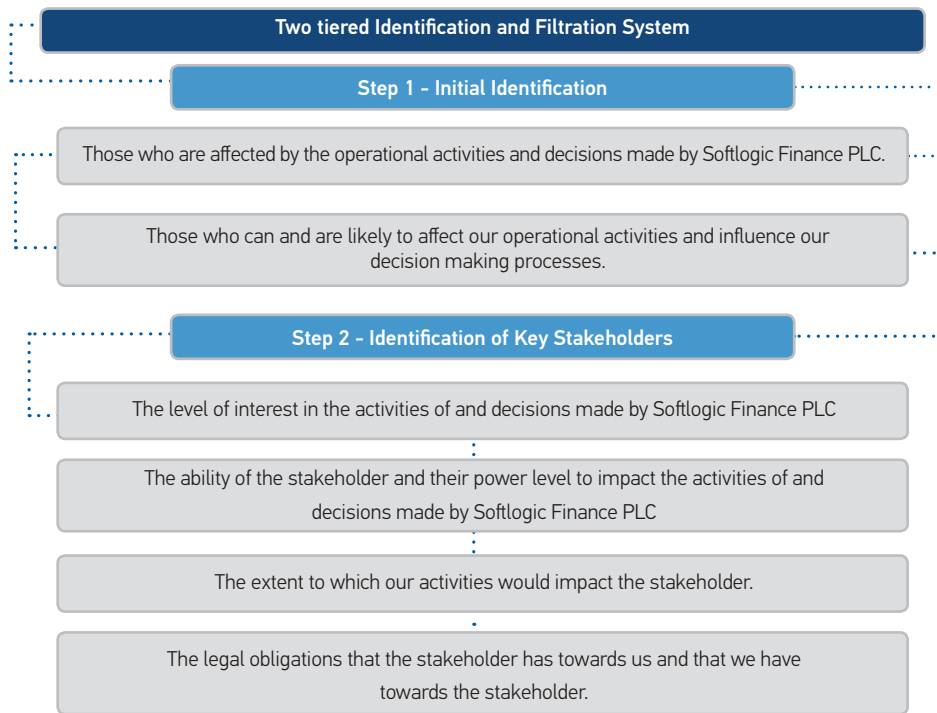 Two tiered Identification and Filtration System
Step 1 - Initial Identification
Those who are affected by the operational activities and decisions made by Softlogic Finance PLC.
Those who can and are likely to affect our operational activities and influence our
decision making processes.
Step 2 - Identification of Key Stakeholders
The level of interest in the activities of and decisions made by Softlogic Finance PLC
The ability of the stakeholder and their power level to impact the activities of and
decisions made by Softlogic Finance PLC
The extent to which our activities would impact the stakeholder.
The legal obligations that the stakeholder has towards us and that we have
towards the stakeholder.